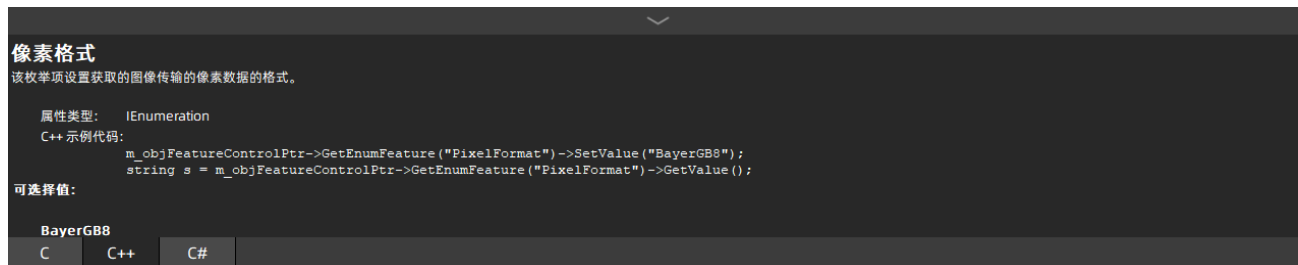 像素格式
该枚举项设置获取的图像传输的像素数据的格式。
属性类型: IEnumeration
C++ 示例代码:
m_objFeatureControlPtr->GetEnumFeature("PixelFormat")->SetValue("BayerGB8");
string s = m_objFeatureControlPtr->GetEnumFeature("PixelFormat")->GetValue();
可选择值:
BayerGB8
C C++ C#